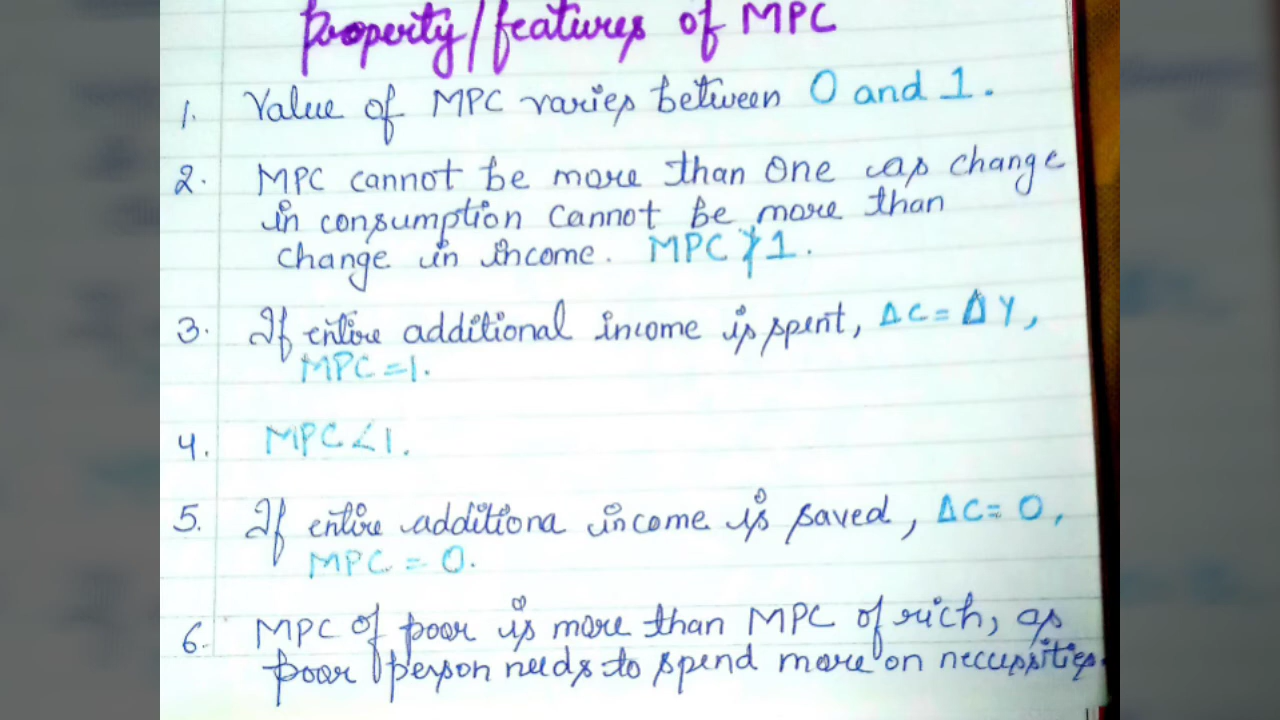 Property/features of MPC
1. Value of MPC varies between 0 and 1.
2. MPC cannot be more than One as change
in consumption cannot be more than
change in income. MPC ≯ 1.
3. If entire additional income is spent, ΔC = ΔY,
MPC = 1.
4. MPC < 1.
5. If entire additiona income is saved, ΔC = 0,
MPC = 0.
6. MPC of poor is more than MPC of rich, as
poor person needs to spend more on necessities.